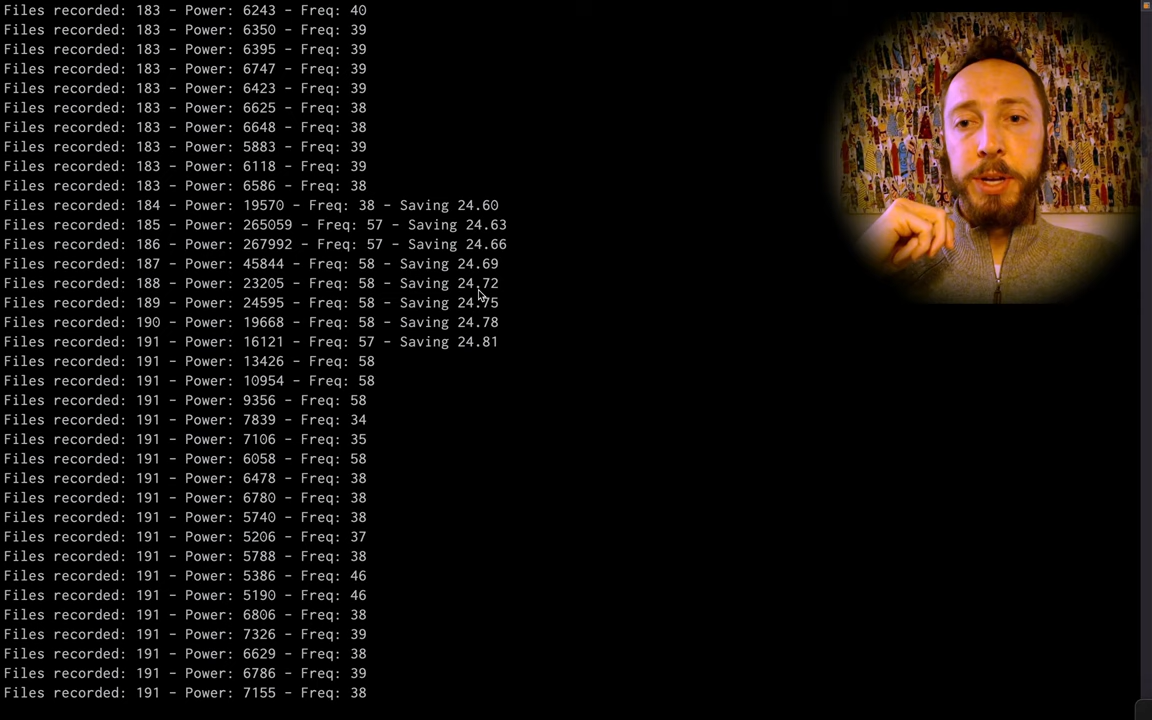 Files recorded: 183 - Power: 6243 - Freq: 40
Files recorded: 183 - Power: 6350 - Freq: 39
Files recorded: 183 - Power: 6395 - Freq: 39
Files recorded: 183 - Power: 6747 - Freq: 39
Files recorded: 183 - Power: 6423 - Freq: 39
Files recorded: 183 - Power: 6625 - Freq: 38
Files recorded: 183 - Power: 6648 - Freq: 38
Files recorded: 183 - Power: 5883 - Freq: 39
Files recorded: 183 - Power: 6118 - Freq: 39
Files recorded: 183 - Power: 6586 - Freq: 38
Files recorded: 184 - Power: 19570 - Freq: 38 - Saving 24.60
Files recorded: 185 - Power: 265059 - Freq: 57 - Saving 24.63
Files recorded: 186 - Power: 267992 - Freq: 57 - Saving 24.66
Files recorded: 187 - Power: 45844 - Freq: 58 - Saving 24.69
Files recorded: 188 - Power: 23205 - Freq: 58 - Saving 24.72
Files recorded: 189 - Power: 24595 - Freq: 58 - Saving 24.75
Files recorded: 190 - Power: 19668 - Freq: 58 - Saving 24.78
Files recorded: 191 - Power: 16121 - Freq: 57 - Saving 24.81
Files recorded: 191 - Power: 13426 - Freq: 58
Files recorded: 191 - Power: 10954 - Freq: 58
Files recorded: 191 - Power: 9356 - Freq: 58
Files recorded: 191 - Power: 7839 - Freq: 34
Files recorded: 191 - Power: 7106 - Freq: 35
Files recorded: 191 - Power: 6058 - Freq: 58
Files recorded: 191 - Power: 6478 - Freq: 38
Files recorded: 191 - Power: 6780 - Freq: 38
Files recorded: 191 - Power: 5740 - Freq: 38
Files recorded: 191 - Power: 5206 - Freq: 37
Files recorded: 191 - Power: 5788 - Freq: 38
Files recorded: 191 - Power: 5386 - Freq: 46
Files recorded: 191 - Power: 5190 - Freq: 46
Files recorded: 191 - Power: 6806 - Freq: 38
Files recorded: 191 - Power: 7326 - Freq: 39
Files recorded: 191 - Power: 6629 - Freq: 38
Files recorded: 191 - Power: 6786 - Freq: 39
Files recorded: 191 - Power: 7155 - Freq: 38